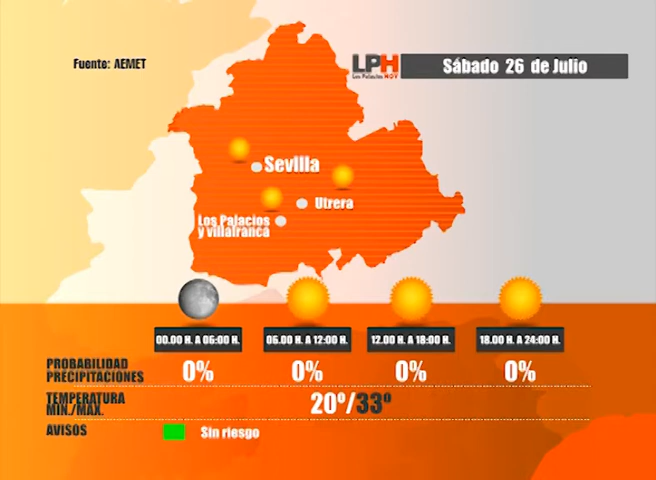 Fuente: AEMET
LPH
Los Palacios HOY
Sábado 26 de Julio
Sevilla
Utrera
Los Palacios
y villafranca
00.00 H. A 06:00 H.
06.00 H. A 12:00 H.
12.00 H. A 18:00 H.
18.00 H. A 24:00 H.
PROBABILIDAD
PRECIPITACIONES
0% 0% 0% 0%
TEMPERATURA
MIN./MAX.
20º/33º
AVISOS
Sin riesgo